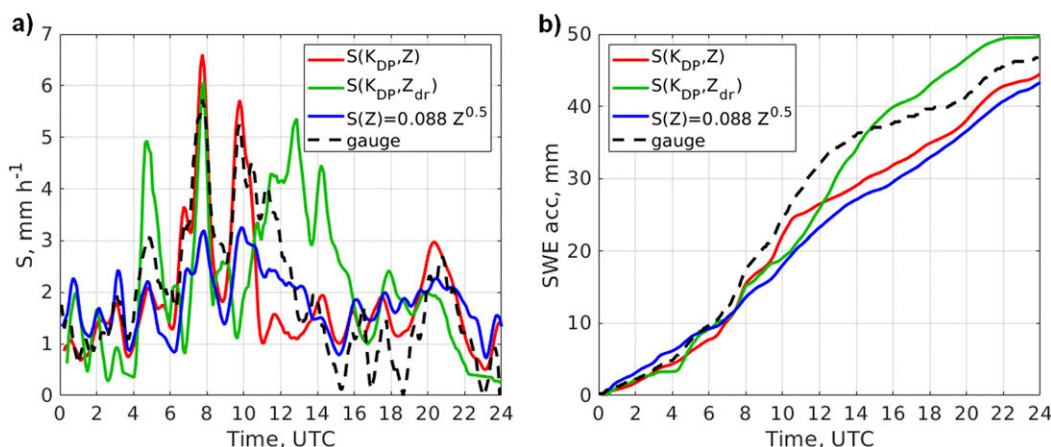 a)
7
6
5
4
3
2
1
0
S, mm h⁻¹
S(K_DP,Z)
S(K_DP,Z_dr)
S(Z)=0.088 Z^0.5
gauge
0 2 4 6 8 10 12 14 16 18 20 22 24
Time, UTC
b)
50
40
30
20
10
0
SWE acc, mm
S(K_DP,Z)
S(K_DP,Z_dr)
S(Z)=0.088 Z^0.5
gauge
0 2 4 6 8 10 12 14 16 18 20 22 24
Time, UTC